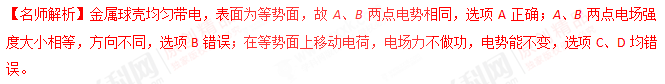 【名师解析】金属球壳均匀带电，表面为等势面，故 A、B 两点电势相同，选项 A 正确；A、B 两点电场强
度大小相等，方向不同，选项 B 错误；在等势面上移动电荷，电场力不做功，电势能不变，选项 C、D 均错
误。